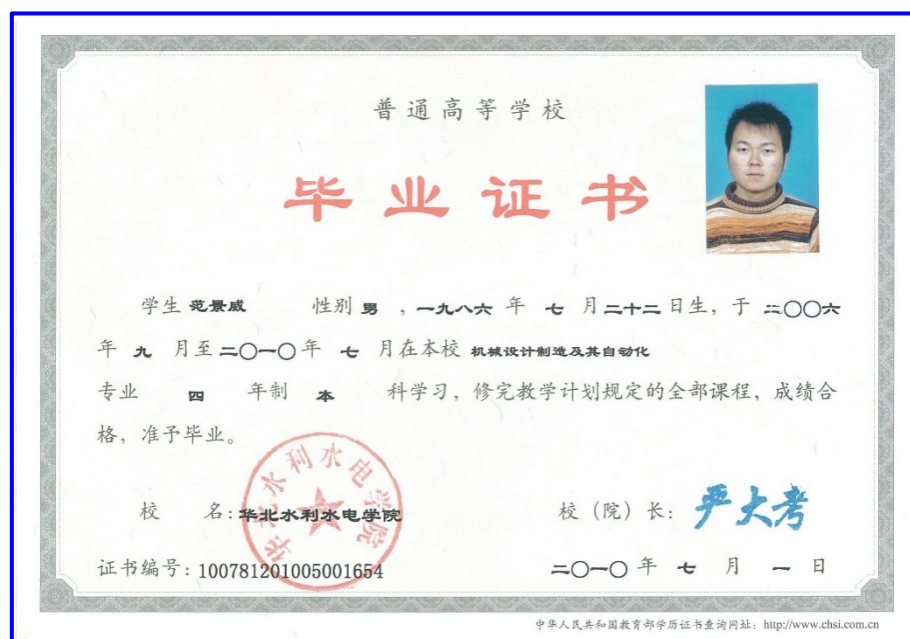 普通高等学校
毕业证书
学生 范景威 性别 男 ，一九八六 年 七 月 二十二 日生，于 二〇〇六
年 九 月至 二〇一〇 年 七 月在本校 机械设计制造及其自动化
专业 四 年制 本 科学习，修完教学计划规定的全部课程，成绩合
格，准予毕业。
华北水利水电学院
校 名：华北水利水电学院 校（院）长：严大考
证书编号：100781201005001654 二〇一〇 年 七 月 一 日
中华人民共和国教育部学历证书查询网址：http://www.chsi.com.cn